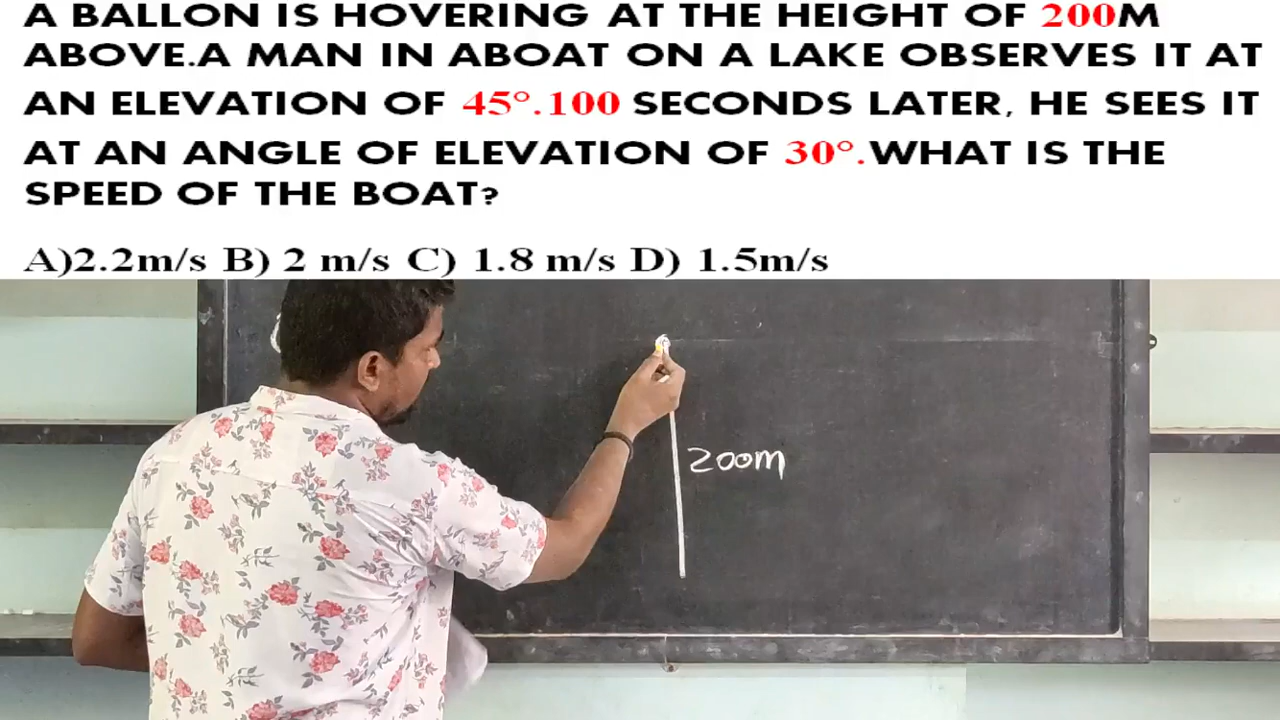 A BALLON IS HOVERING AT THE HEIGHT OF 200M
ABOVE.A MAN IN ABOAT ON A LAKE OBSERVES IT AT
AN ELEVATION OF 45°.100 SECONDS LATER, HE SEES IT
AT AN ANGLE OF ELEVATION OF 30°.WHAT IS THE
SPEED OF THE BOAT?
A)2.2m/s B) 2 m/s C) 1.8 m/s D) 1.5m/s
200m